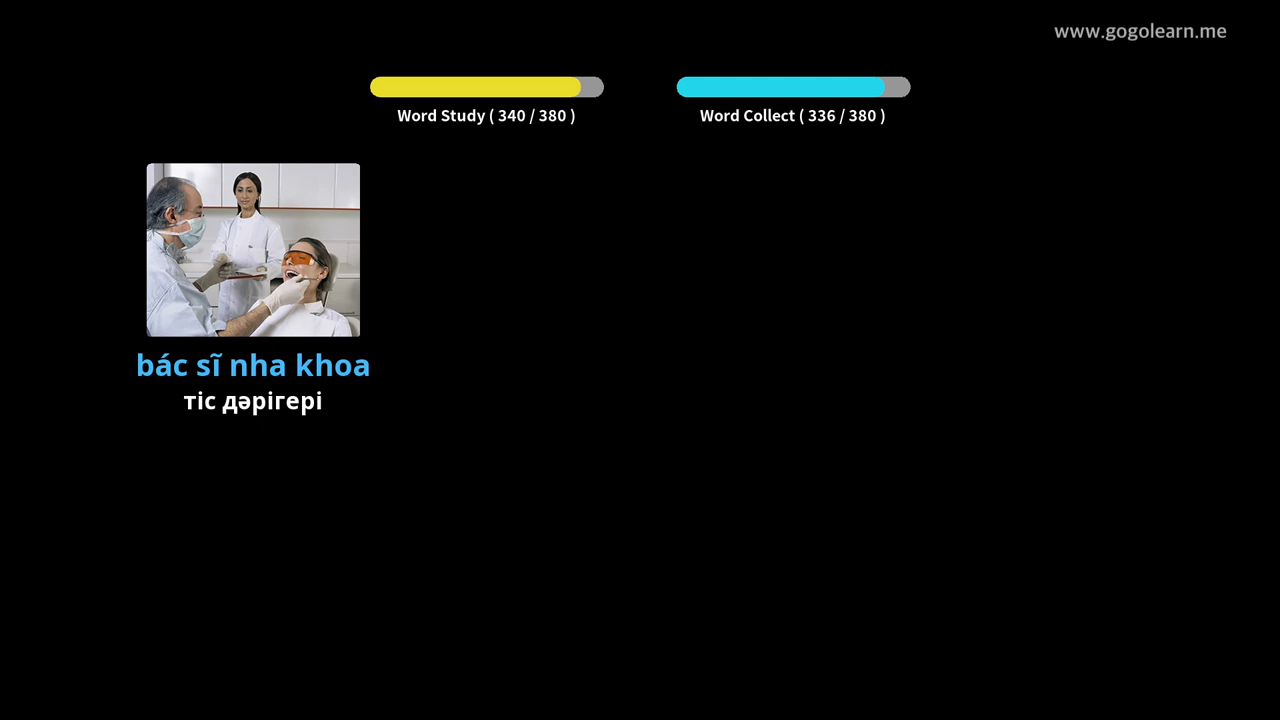 www.gogolearn.me
Word Study ( 340 / 380 )
Word Collect ( 336 / 380 )
bác sĩ nha khoa
тіс дәрігері